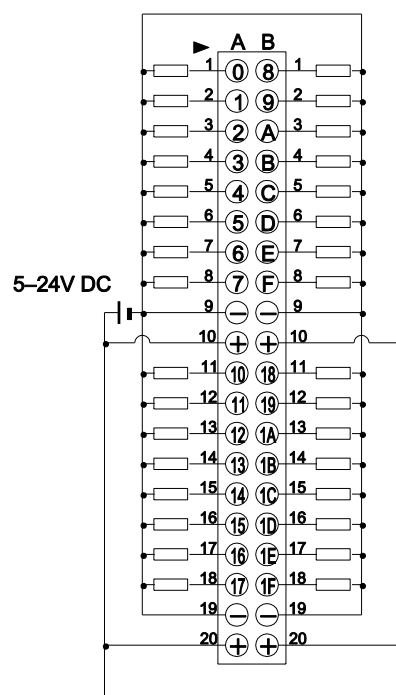 A B
1 0 8 1
2 1 9 2
3 2 A 3
4 3 B 4
5 4 C 5
6 5 D 6
7 6 E 7
8 7 F 8
5–24V DC
9 − − 9
10 + + 10
11 10 18 11
12 11 19 12
13 12 1A 13
14 13 1B 14
15 14 1C 15
16 15 1D 16
17 16 1E 17
18 17 1F 18
19 − − 19
20 + + 20